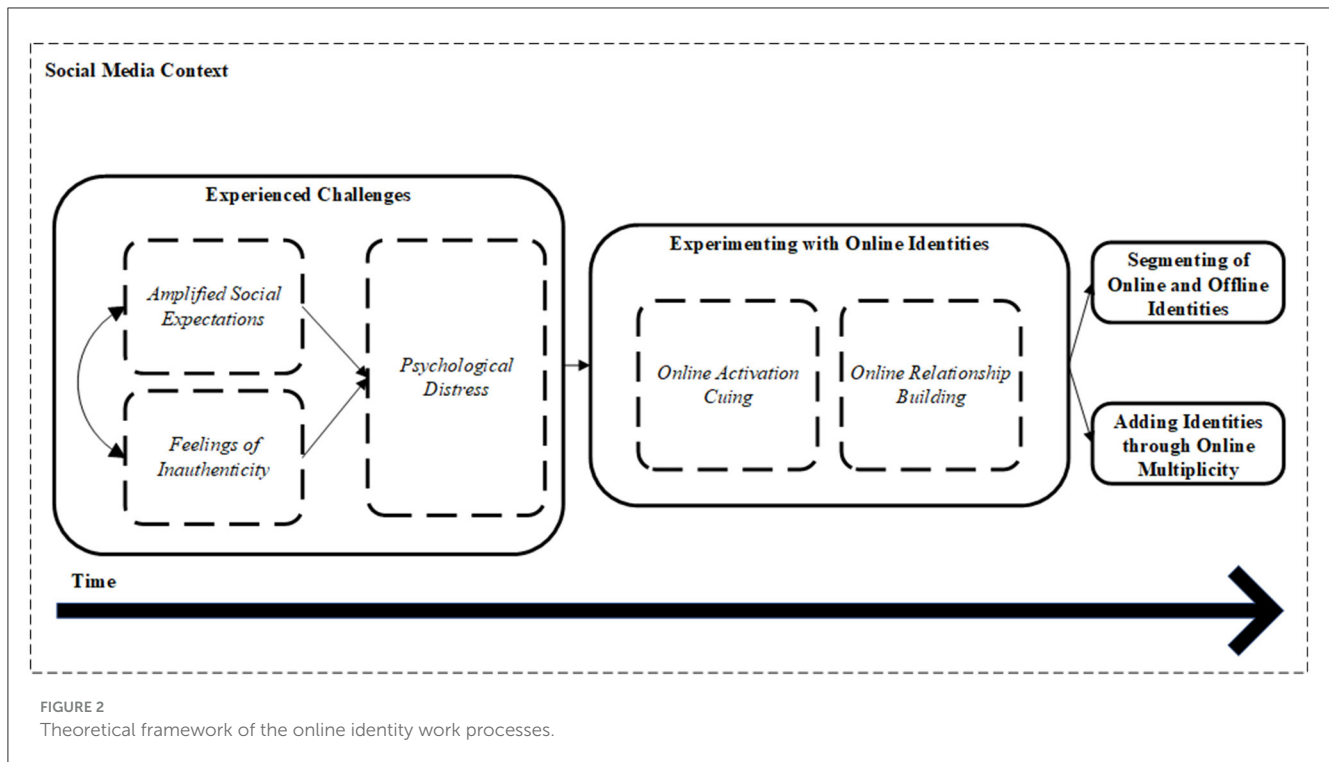 Social Media Context
Experienced Challenges
Amplified Social
Expectations
Feelings of
Inauthenticity
Psychological
Distress
Experimenting with Online Identities
Online Activation
Cuing
Online Relationship
Building
Segmenting of
Online and Offline
Identities
Adding Identities
through Online
Multiplicity
Time
FIGURE 2
Theoretical framework of the online identity work processes.